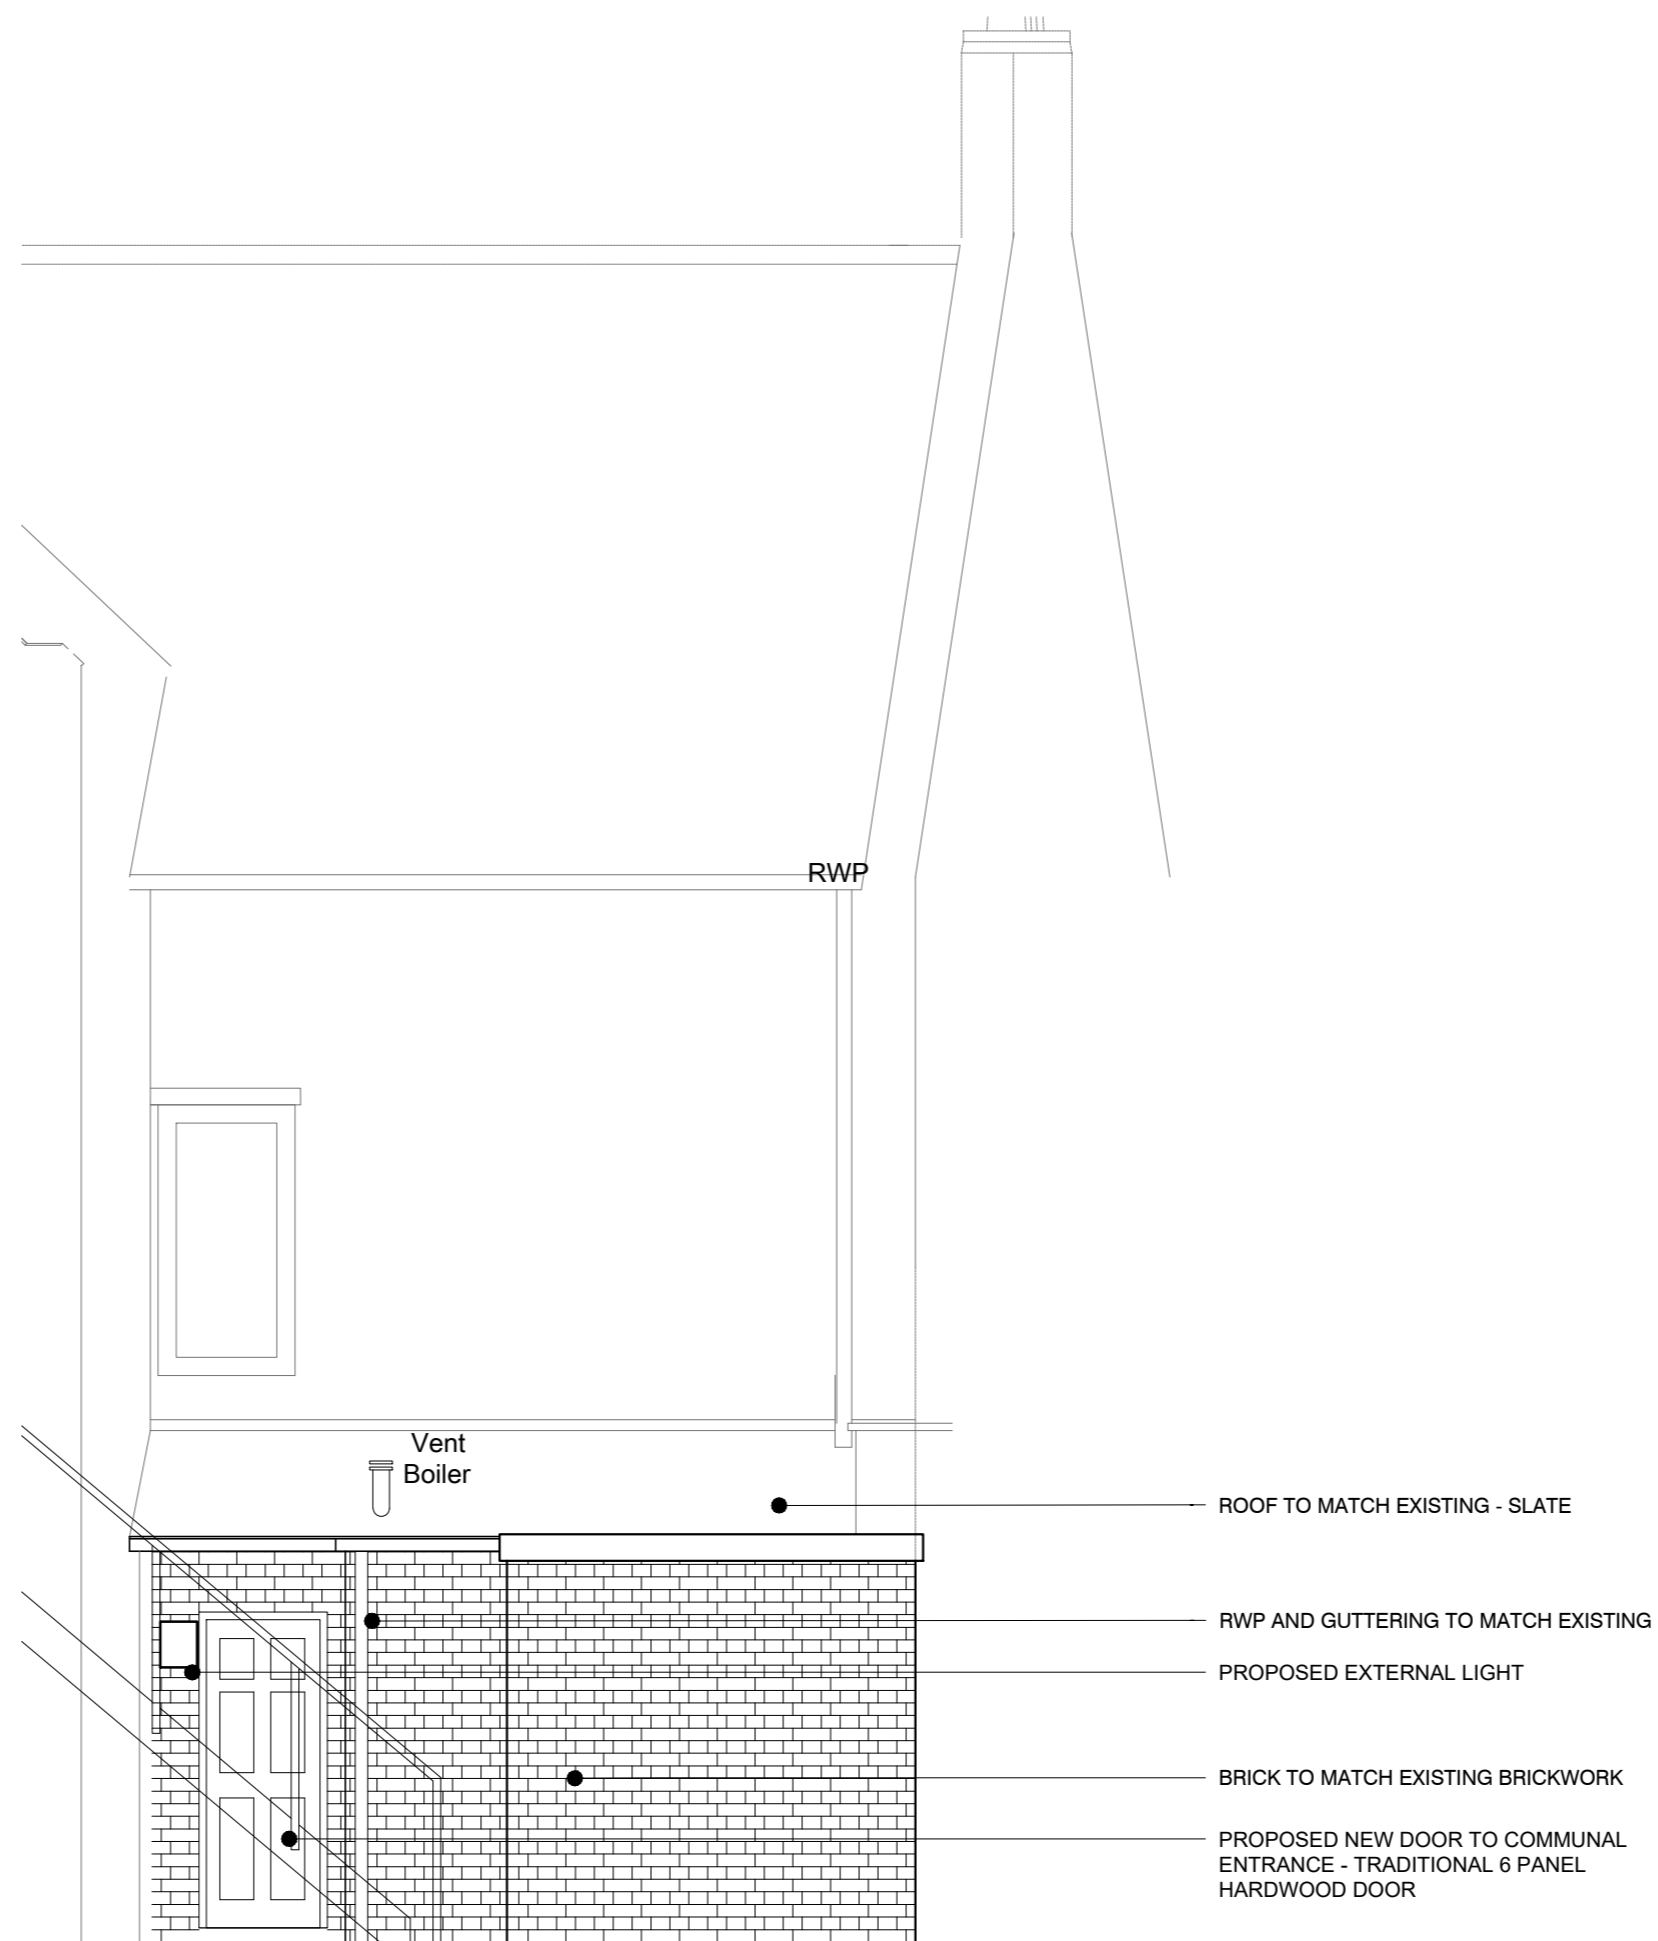 RWP
Vent
Boiler
ROOF TO MATCH EXISTING - SLATE
RWP AND GUTTERING TO MATCH EXISTING
PROPOSED EXTERNAL LIGHT
BRICK TO MATCH EXISTING BRICKWORK
PROPOSED NEW DOOR TO COMMUNAL
ENTRANCE - TRADITIONAL 6 PANEL
HARDWOOD DOOR